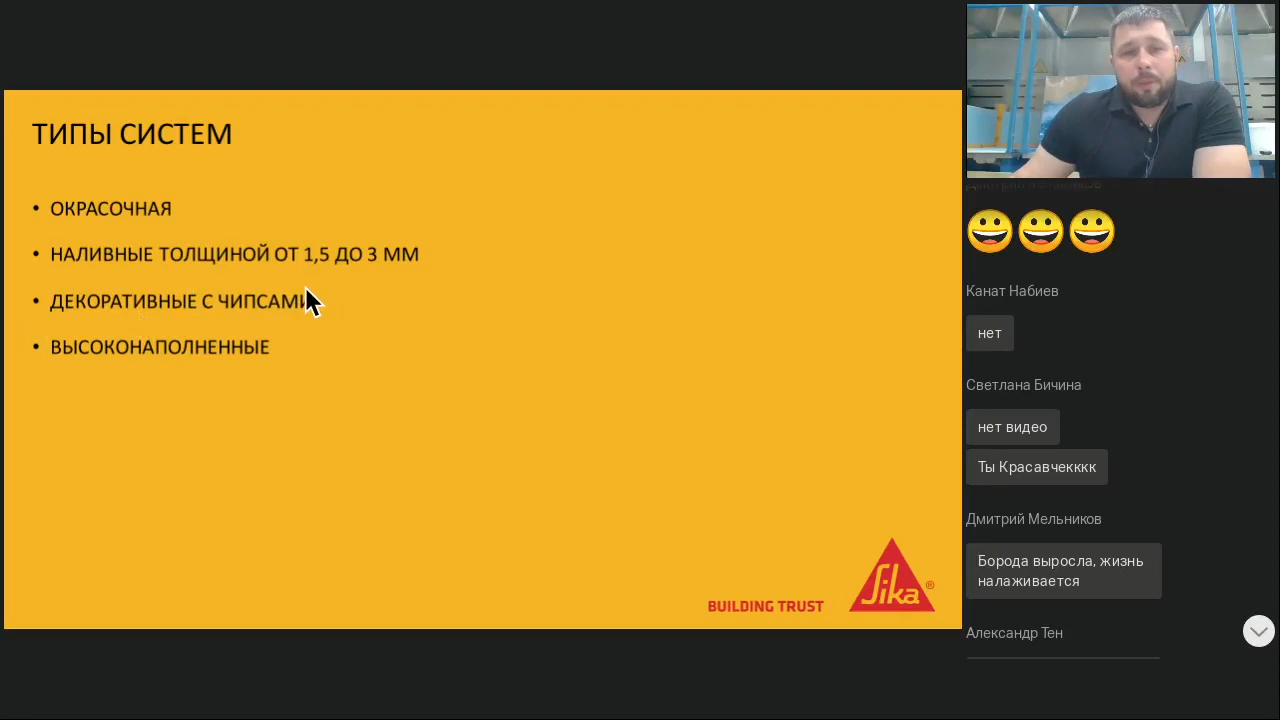 ТИПЫ СИСТЕМ
• ОКРАСОЧНАЯ
• НАЛИВНЫЕ ТОЛЩИНОЙ ОТ 1,5 ДО 3 ММ
• ДЕКОРАТИВНЫЕ С ЧИПСАМИ
• ВЫСОКОНАПОЛНЕННЫЕ
BUILDING TRUST
Sika®
Канат Набиев
нет
Светлана Бичина
нет видео
Ты Красавчекккк
Дмитрий Мельников
Борода выросла, жизнь
налаживается
Александр Тен